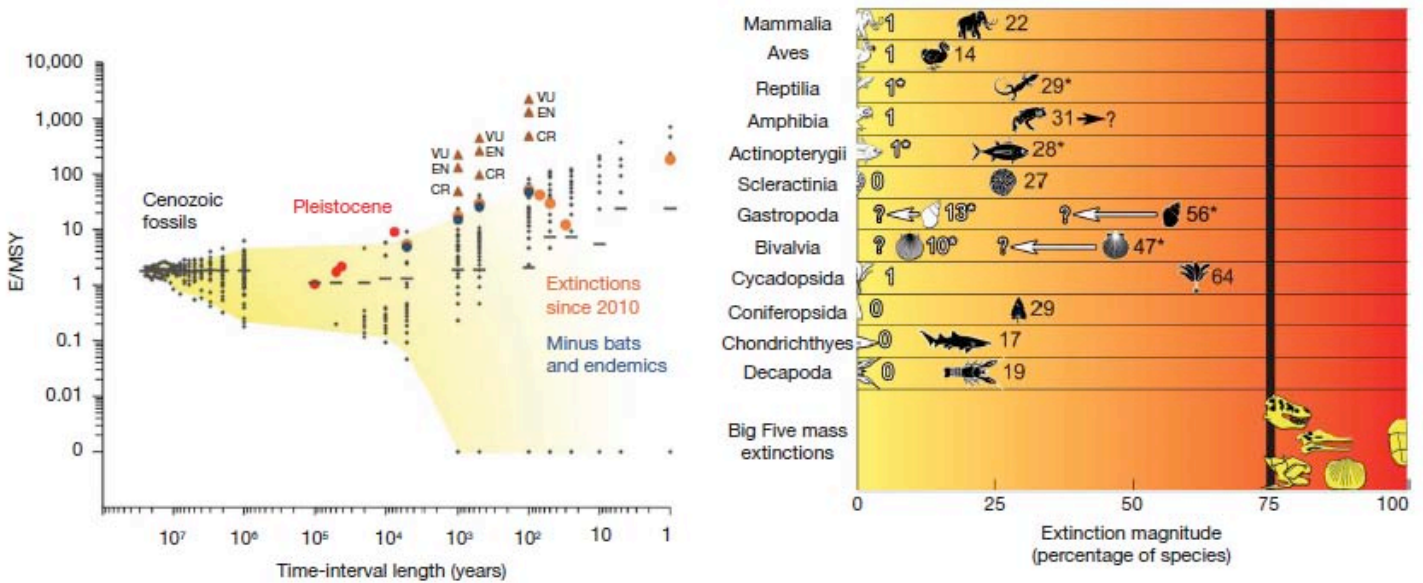 10,000
1,000
100
10
1
0.1
0.01
0
E/MSY
Cenozoic
fossils
Pleistocene
VU
EN
CR
VU
EN
CR
VU
EN
CR
Extinctions
since 2010
Minus bats
and endemics
10⁷ 10⁶ 10⁵ 10⁴ 10³ 10² 10 1
Time-interval length (years)
Mammalia 1 22
Aves 1 14
Reptilia 1* 29*
Amphibia 1 31 ?
Actinopterygii 1* 28*
Scleractinia 0 27
Gastropoda ? 13* ? 56*
Bivalvia ? 10* ? 47*
Cycadopsida 1 64
Coniferopsida 0 29
Chondrichthyes 0 17
Decapoda 0 19
Big Five mass
extinctions
0 25 50 75 100
Extinction magnitude
(percentage of species)